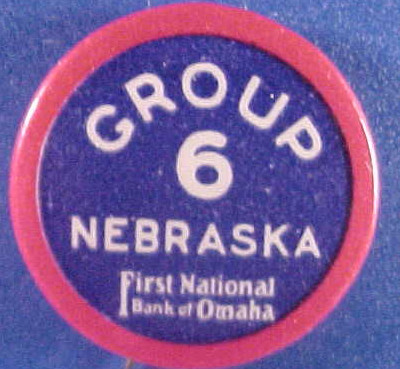 GROUP
6
NEBRASKA
First National
Bank of Omaha